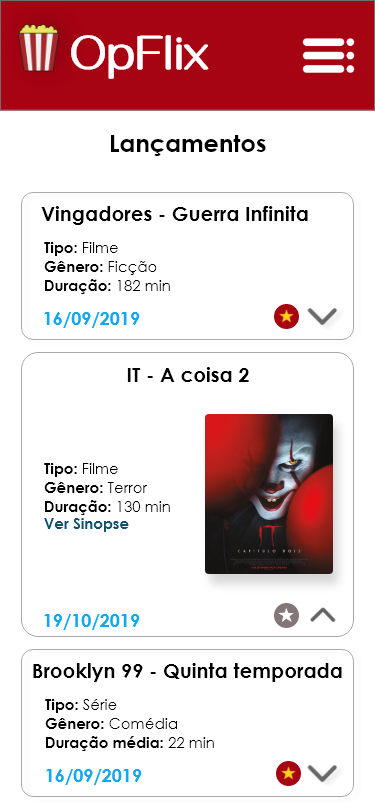 OpFlix
Lançamentos
Vingadores - Guerra Infinita
Tipo: Filme
Gênero: Ficção
Duração: 182 min
16/09/2019
IT - A coisa 2
Tipo: Filme
Gênero: Terror
Duração: 130 min
Ver Sinopse
IT
CAPÍTULO DOIS
19/10/2019
Brooklyn 99 - Quinta temporada
Tipo: Série
Gênero: Comédia
Duração média: 22 min
16/09/2019